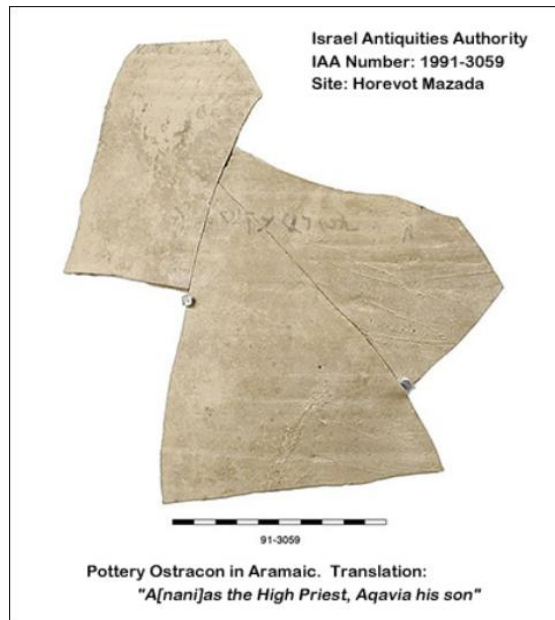 Israel Antiquities Authority
IAA Number: 1991-3059
Site: Horevot Mazada
91-3059
Pottery Ostracon in Aramaic. Translation:
"A[nani]as the High Priest, Aqavia his son"